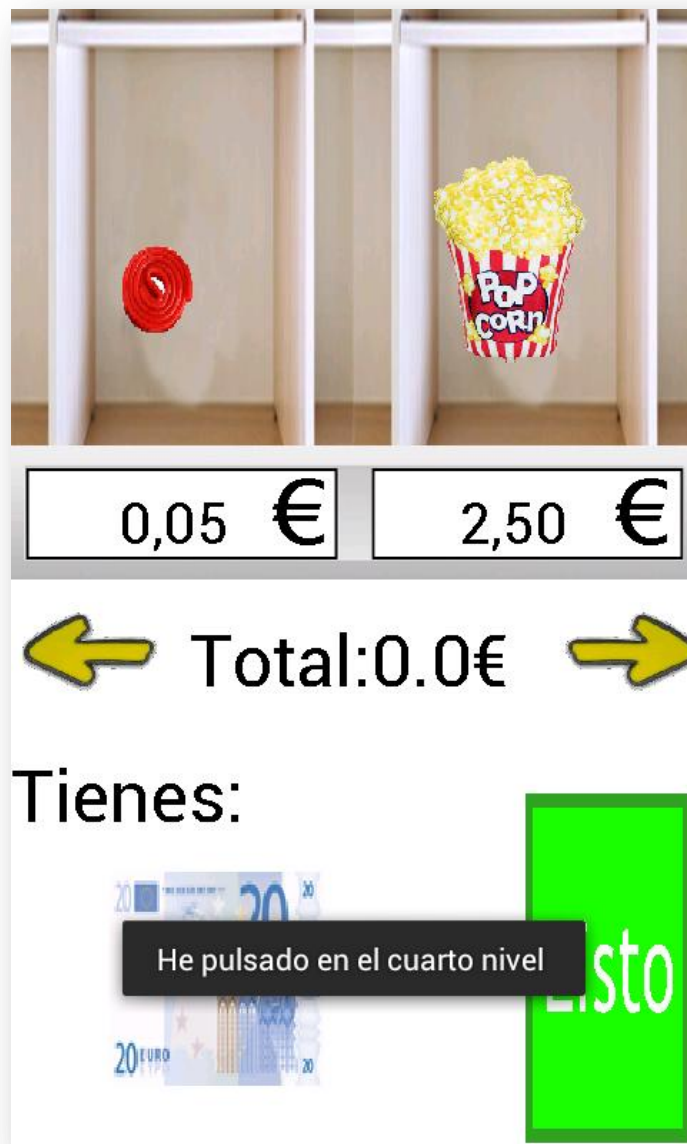 POP
CORN
0,05 €
2,50 €
Total:0.0€
Tienes:
20
20
20
He pulsado en el cuarto nivel
Listo
20 EURO
20